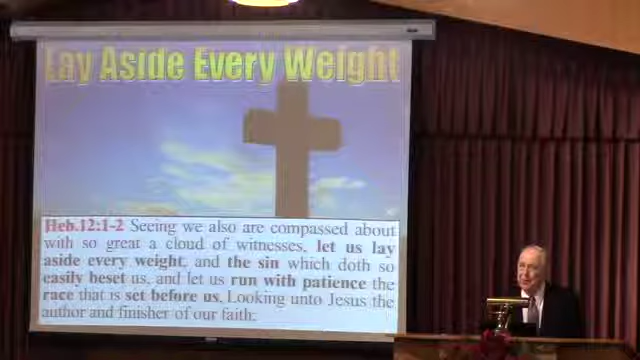 Lay Aside Every Weight
Heb.12:1-2 Seeing we also are compassed about
with so great a cloud of witnesses, let us lay
aside every weight, and the sin which doth so
easily beset us, and let us run with patience the
race that is set before us, Looking unto Jesus the
author and finisher of our faith;